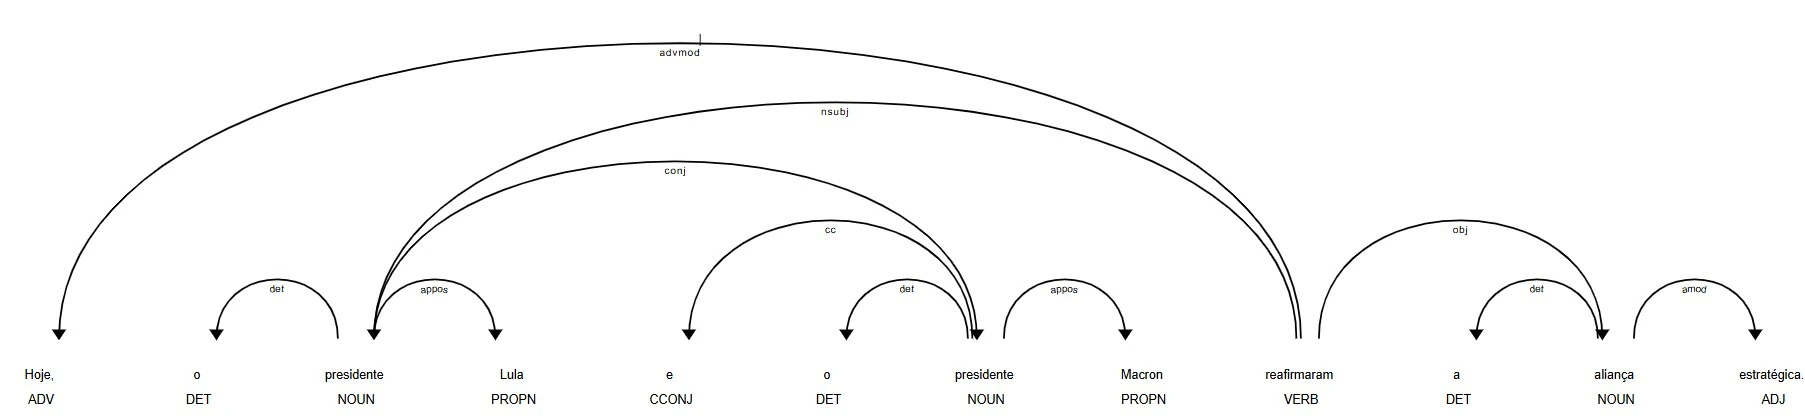 advmod
nsubj
conj
cc obj
det appos det appos det amod
Hoje, o presidente Lula e o presidente Macron reafirmaram a aliança estratégica.
ADV DET NOUN PROPN CCONJ DET NOUN PROPN VERB DET NOUN ADJ